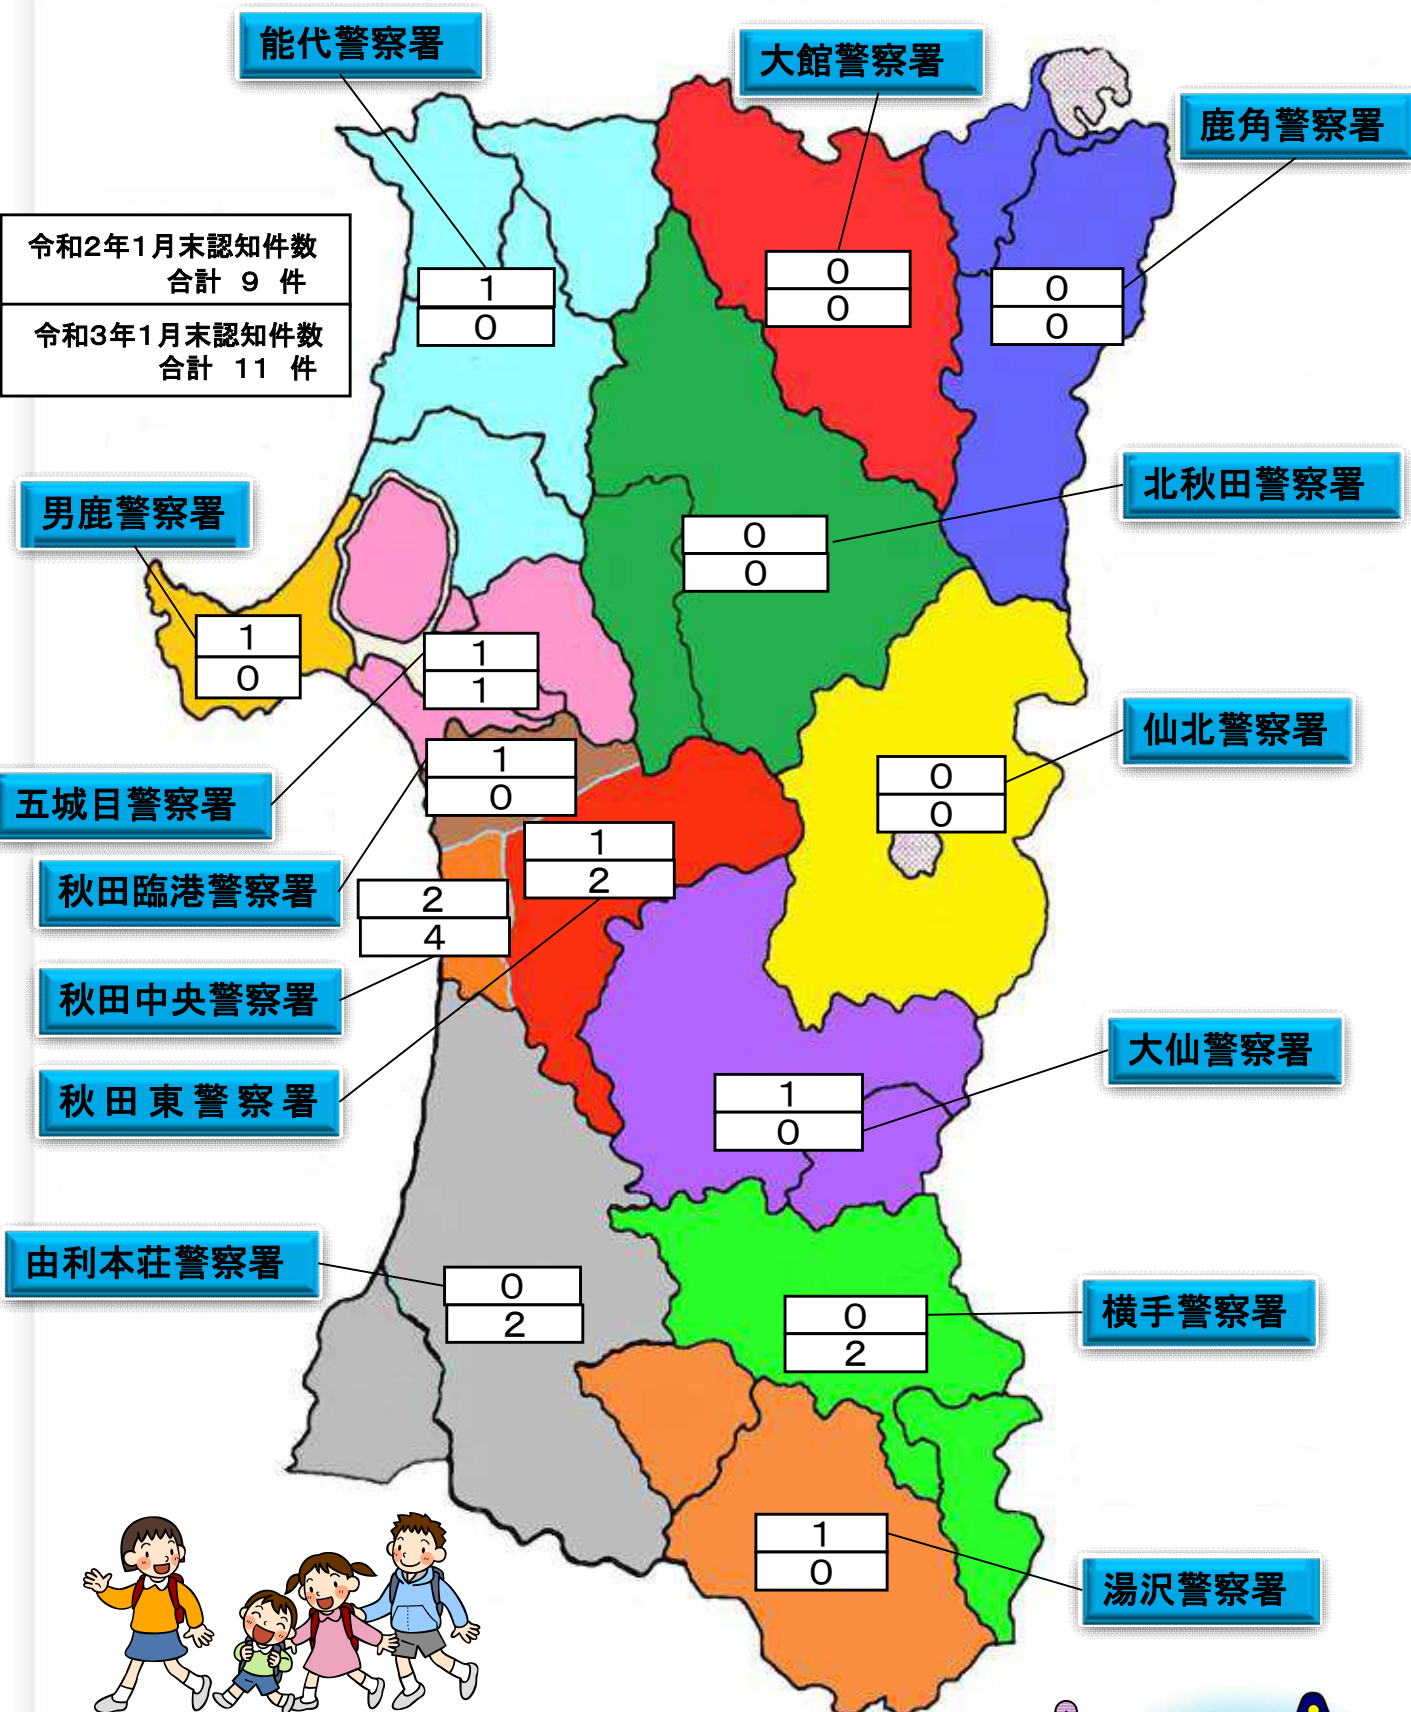 能代警察署
大館警察署
鹿角警察署
令和2年1月末認知件数
合計 9 件
令和3年1月末認知件数
合計 11 件
1
0
0
0
0
0
男鹿警察署
北秋田警察署
0
0
1
0
1
1
仙北警察署
0
0
五城目警察署
1
0
秋田臨港警察署
1
2
2
4
秋田中央警察署
大仙警察署
秋田東警察署
1
0
由利本荘警察署
0
2
横手警察署
0
2
1
0
湯沢警察署